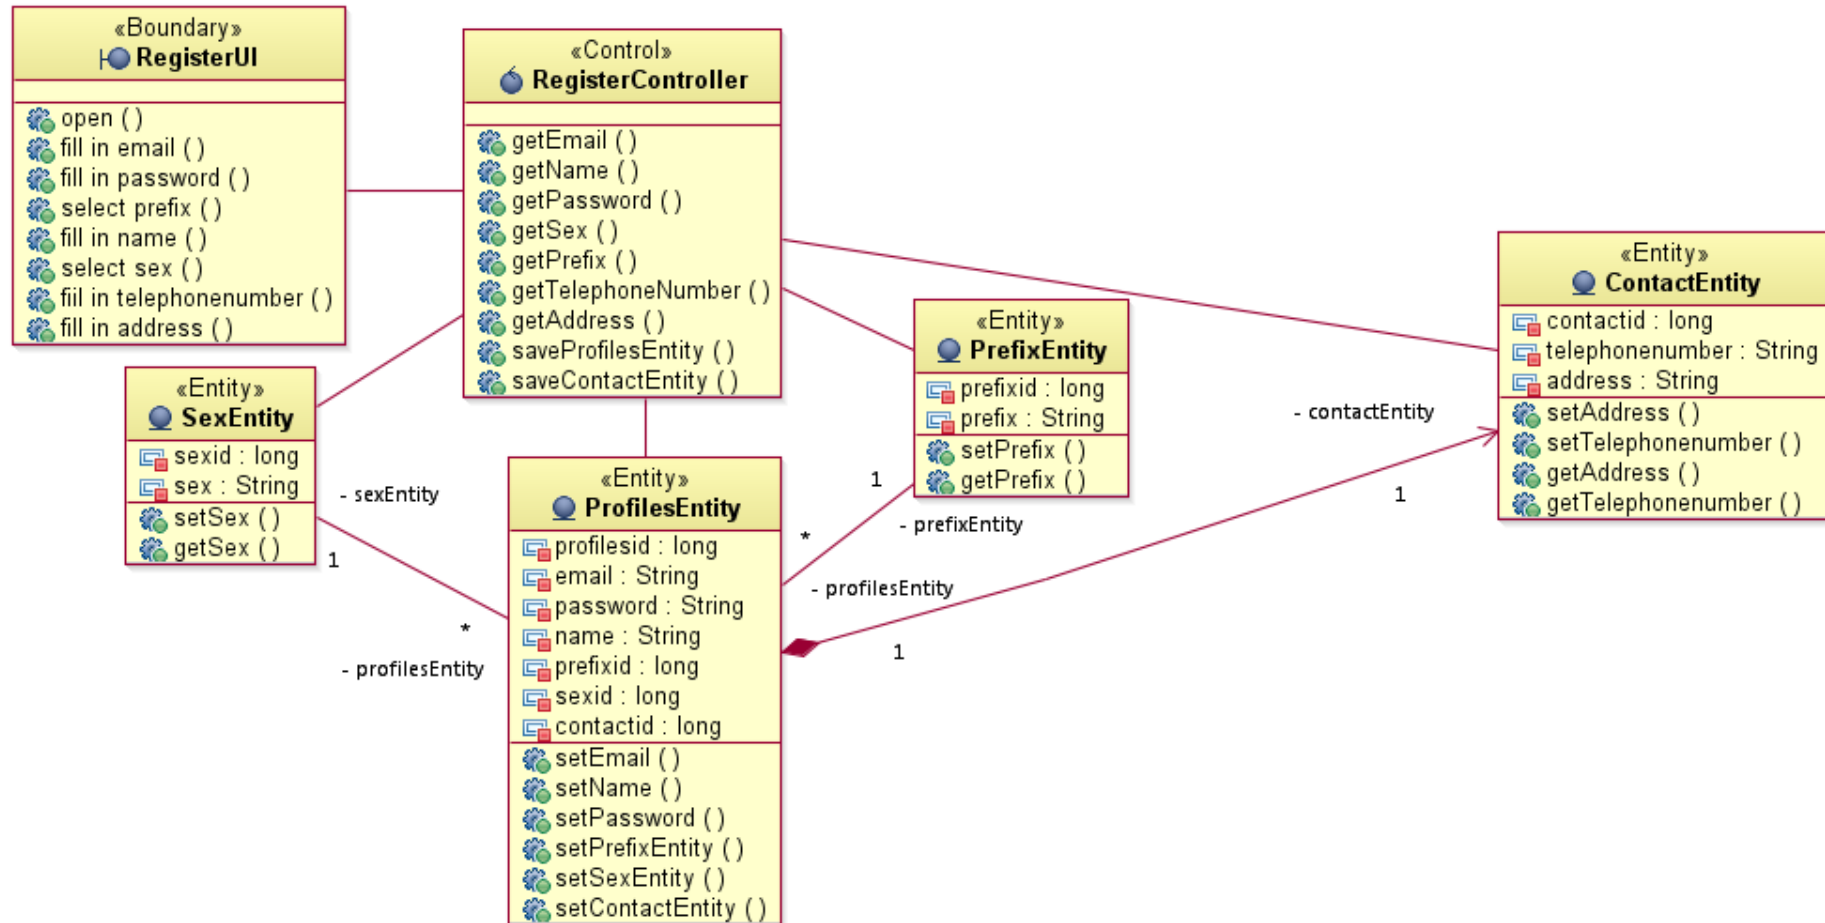 «Boundary»
RegisterUI
open ( )
fill in email ( )
fill in password ( )
select prefix ( )
fill in name ( )
select sex ( )
fiil in telephonenumber ( )
fill in address ( )
«Control»
RegisterController
getEmail ( )
getName ( )
getPassword ( )
getSex ( )
getPrefix ( )
getTelephoneNumber ( )
getAddress ( )
saveProfilesEntity ( )
saveContactEntity ( )
«Entity»
ContactEntity
contactid : long
telephonenumber : String
address : String
setAddress ( )
setTelephonenumber ( )
getAddress ( )
getTelephonenumber ( )
«Entity»
PrefixEntity
prefixid : long
prefix : String
setPrefix ( )
getPrefix ( )
«Entity»
SexEntity
sexid : long
sex : String
setSex ( )
getSex ( )
- sexEntity
1
*
- profilesEntity
«Entity»
ProfilesEntity
profilesid : long
email : String
password : String
name : String
prefixid : long
sexid : long
contactid : long
setEmail ( )
setName ( )
setPassword ( )
setPrefixEntity ( )
setSexEntity ( )
setContactEntity ( )
1
- prefixEntity
*
- profilesEntity
- contactEntity
1
1